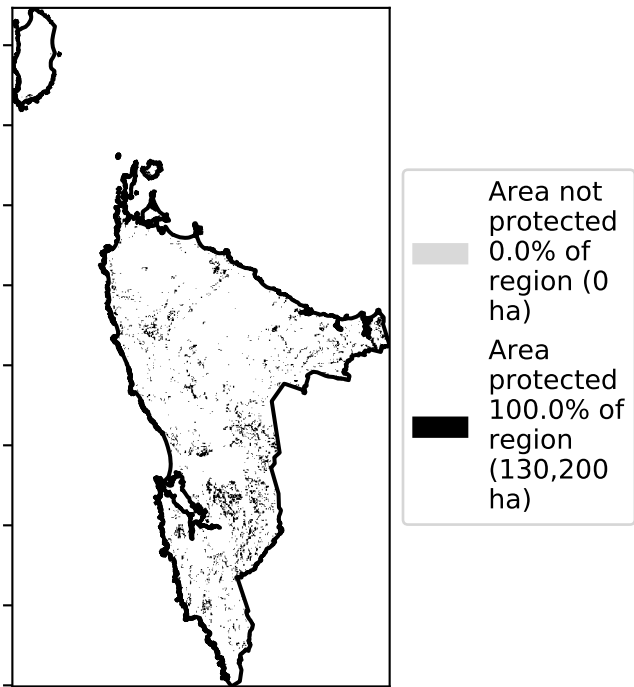 Area not
protected
0.0% of
region (0
ha)
Area
protected
100.0% of
region
(130,200
ha)